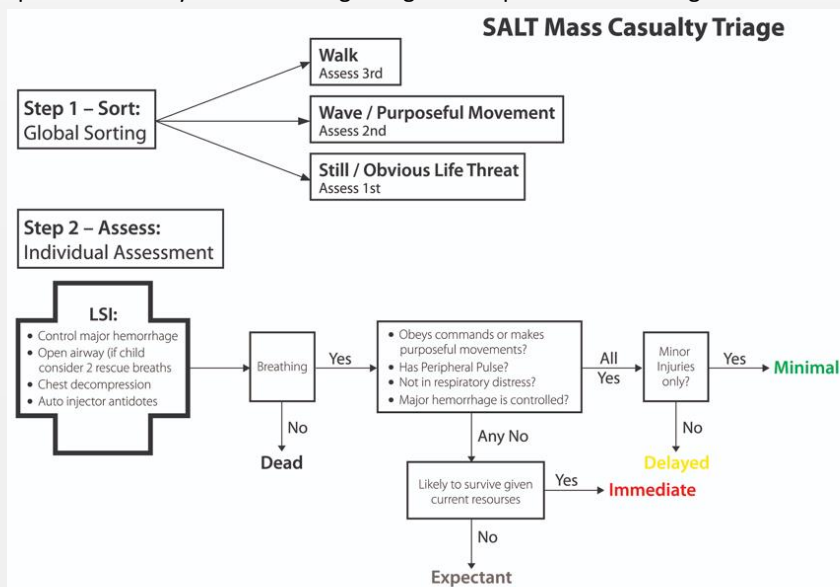 SALT Mass Casualty Triage
Step 1 – Sort:
Global Sorting
Walk
Assess 3rd
Wave / Purposeful Movement
Assess 2nd
Still / Obvious Life Threat
Assess 1st
Step 2 – Assess:
Individual Assessment
LSI:
• Control major hemorrhage
• Open airway (if child
consider 2 rescue breaths
• Chest decompression
• Auto injector antidotes
Breathing
Yes
No
Dead
• Obeys commands or makes
purposeful movements?
• Has Peripheral Pulse?
• Not in respiratory distress?
• Major hemorrhage is controlled?
All
Yes
Minor
Injuries
only?
Yes
Minimal
No
Delayed
Any No
Likely to survive given
current resourses
Yes
Immediate
No
Expectant